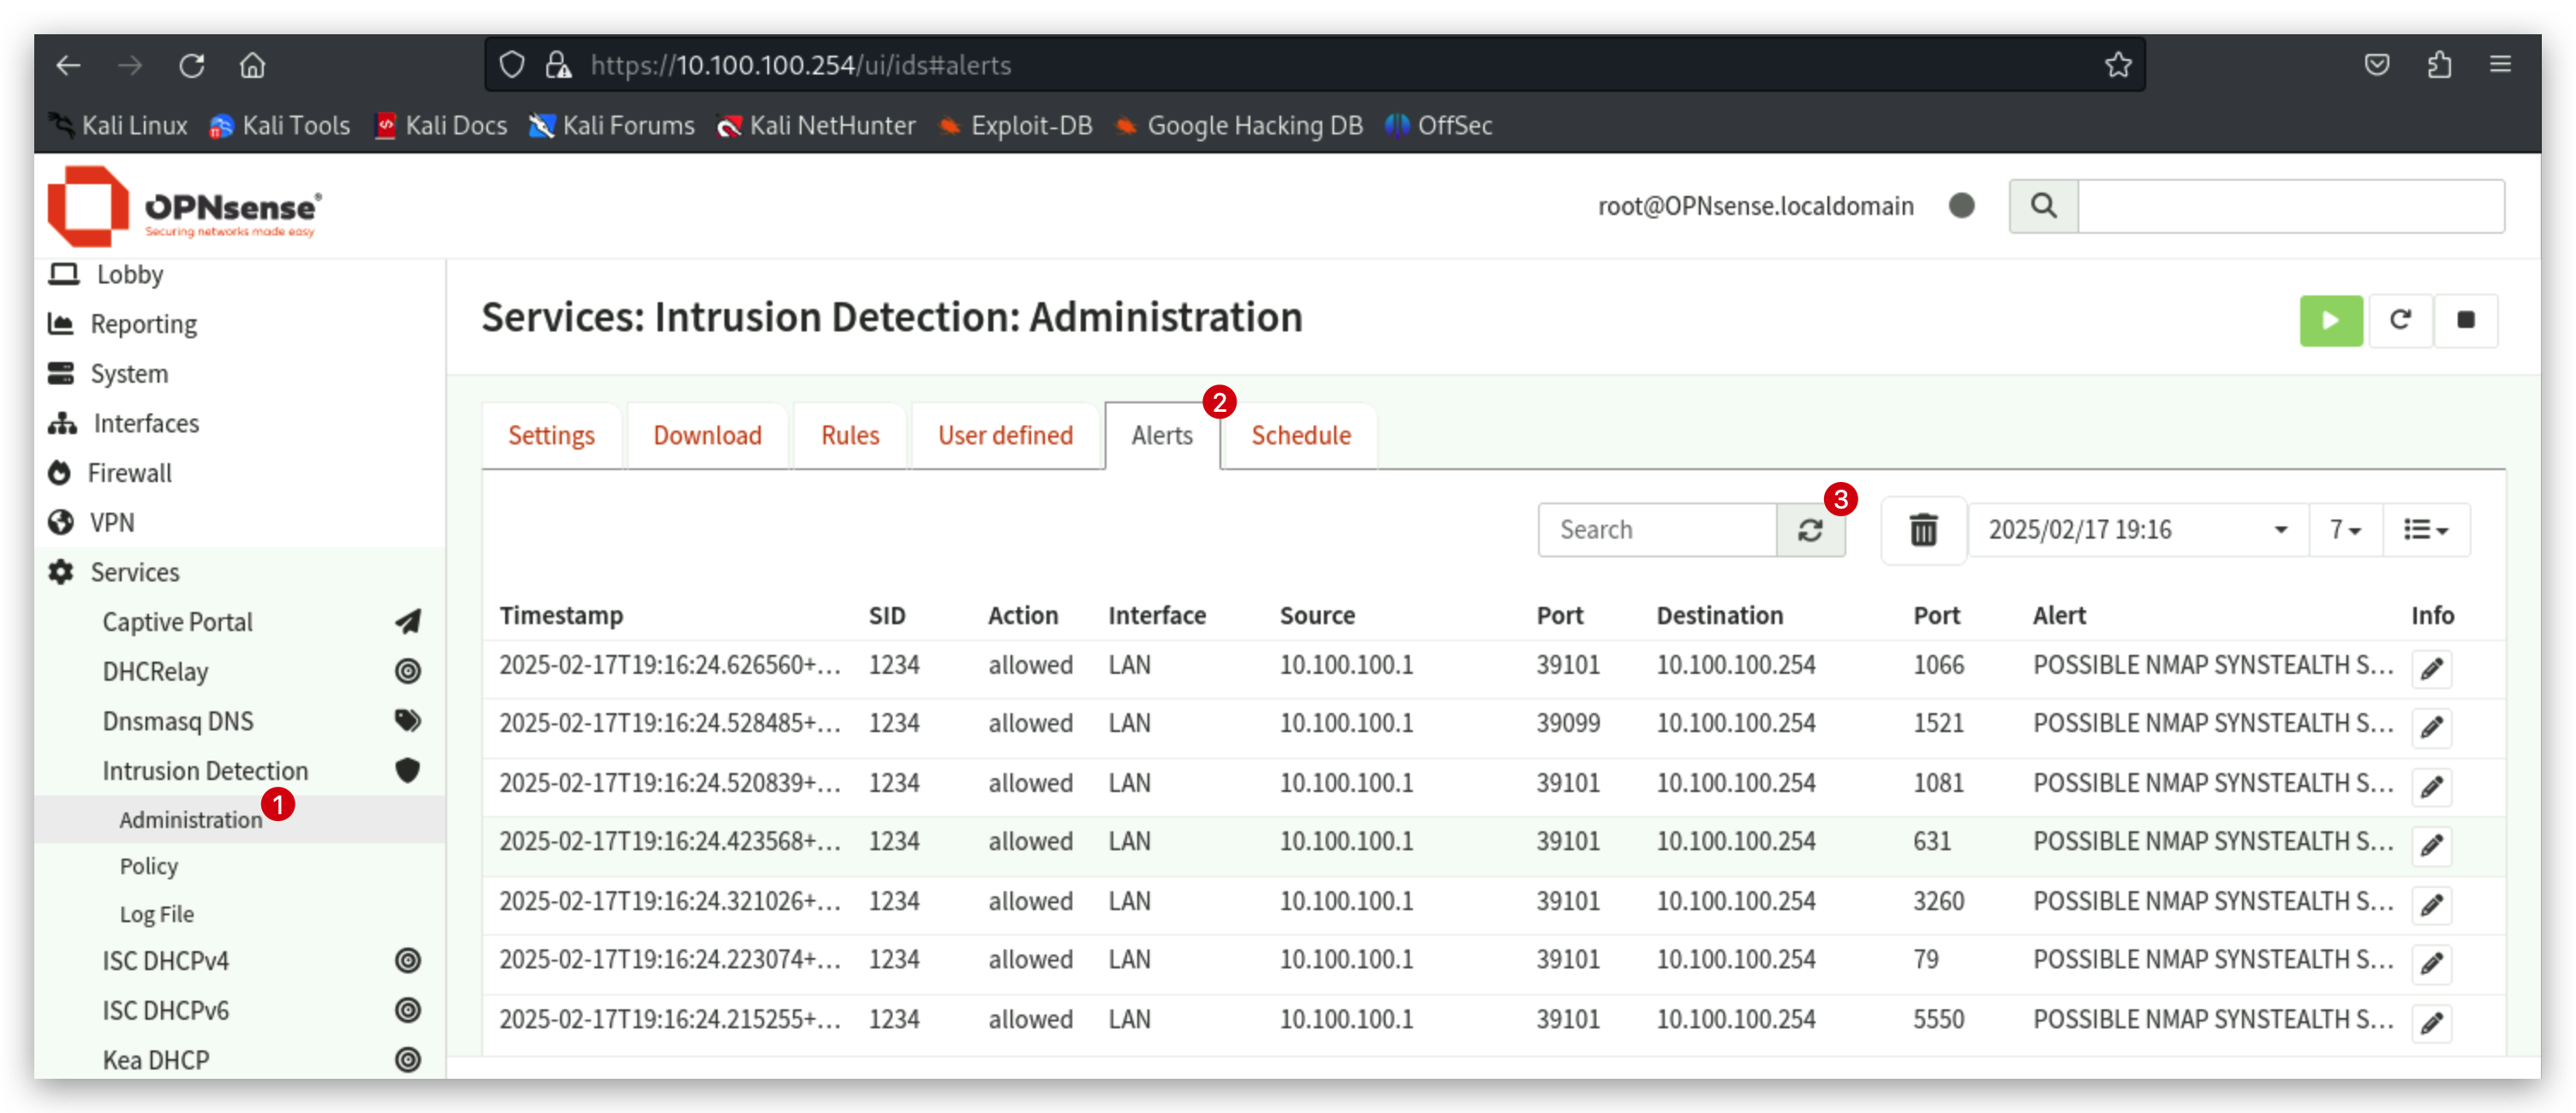 https://10.100.100.254/ui/ids#alerts
Kali Linux Kali Tools Kali Docs Kali Forums Kali NetHunter Exploit-DB Google Hacking DB OffSec
OPNsense®
Securing networks made easy
root@OPNsense.localdomain
Lobby
Reporting
System
Interfaces
Firewall
VPN
Services
Captive Portal
DHCRelay
Dnsmasq DNS
Intrusion Detection
Administration 1
Policy
Log File
ISC DHCPv4
ISC DHCPv6
Kea DHCP
Services: Intrusion Detection: Administration
Settings Download Rules User defined Alerts 2 Schedule
Search 3 2025/02/17 19:16 7
Timestamp SID Action Interface Source Port Destination Port Alert Info
2025-02-17T19:16:24.626560+... 1234 allowed LAN 10.100.100.1 39101 10.100.100.254 1066 POSSIBLE NMAP SYNSTEALTH S...
2025-02-17T19:16:24.528485+... 1234 allowed LAN 10.100.100.1 39099 10.100.100.254 1521 POSSIBLE NMAP SYNSTEALTH S...
2025-02-17T19:16:24.520839+... 1234 allowed LAN 10.100.100.1 39101 10.100.100.254 1081 POSSIBLE NMAP SYNSTEALTH S...
2025-02-17T19:16:24.423568+... 1234 allowed LAN 10.100.100.1 39101 10.100.100.254 631 POSSIBLE NMAP SYNSTEALTH S...
2025-02-17T19:16:24.321026+... 1234 allowed LAN 10.100.100.1 39101 10.100.100.254 3260 POSSIBLE NMAP SYNSTEALTH S...
2025-02-17T19:16:24.223074+... 1234 allowed LAN 10.100.100.1 39101 10.100.100.254 79 POSSIBLE NMAP SYNSTEALTH S...
2025-02-17T19:16:24.215255+... 1234 allowed LAN 10.100.100.1 39101 10.100.100.254 5550 POSSIBLE NMAP SYNSTEALTH S...